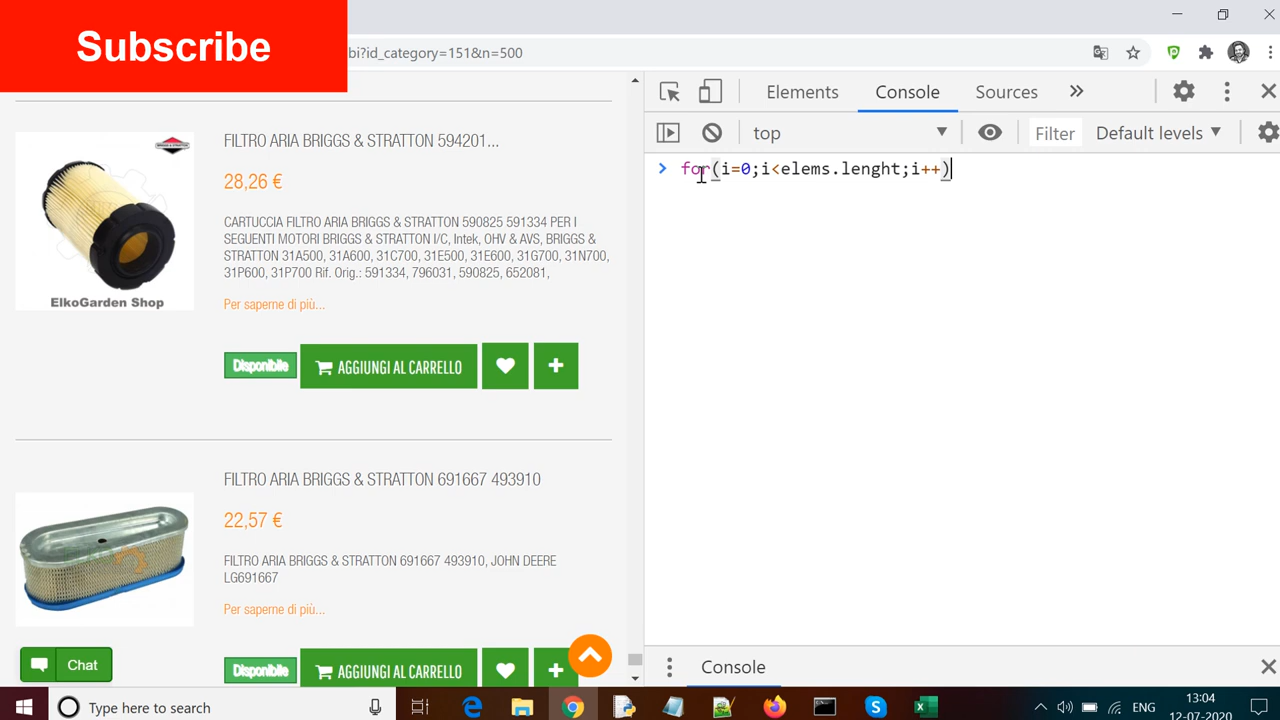 Subscribe
bi?id_category=151&n=500
Elements
Console
Sources
top
Filter
Default levels
for(i=0;i<elems.lenght;i++)
FILTRO ARIA BRIGGS & STRATTON 594201...
28,26 €
CARTUCCIA FILTRO ARIA BRIGGS & STRATTON 590825 591334 PER I
SEGUENTI MOTORI BRIGGS & STRATTON I/C, Intek, OHV & AVS, BRIGGS &
STRATTON 31A500, 31A600, 31C700, 31E500, 31E600, 31G700, 31N700,
31P600, 31P700 Rif. Orig.: 591334, 796031, 590825, 652081,
ElkoGarden Shop
Per saperne di più...
Disponibile
AGGIUNGI AL CARRELLO
FILTRO ARIA BRIGGS & STRATTON 691667 493910
22,57 €
FILTRO ARIA BRIGGS & STRATTON 691667 493910, JOHN DEERE
LG691667
Per saperne di più...
Disponibile
AGGIUNGI AL CARRELLO
Chat
Console
Type here to search
ENG
13:04
12-07-2020